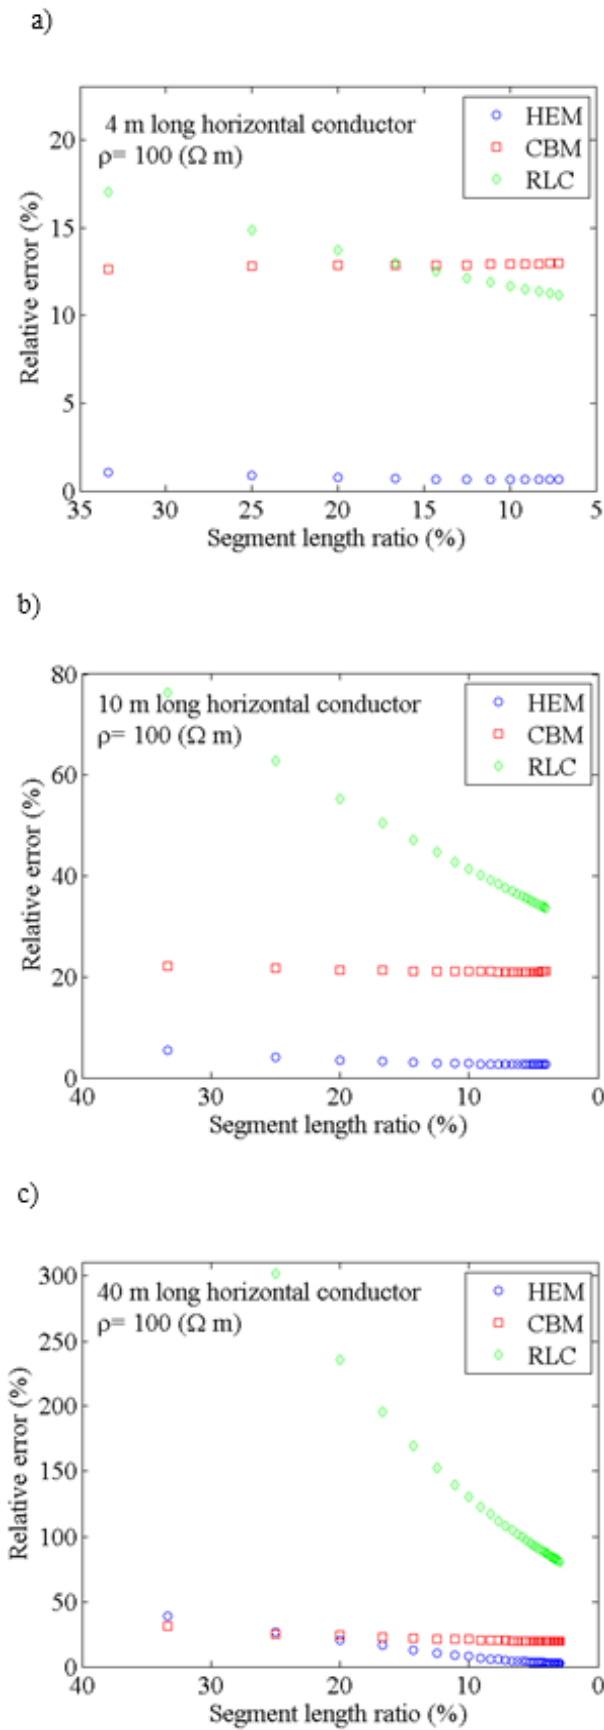 a)
4 m long horizontal conductor
ρ= 100 (Ω m)
HEM
CBM
RLC
Relative error (%)
20
15
10
5
0
35 30 25 20 15 10 5
Segment length ratio (%)
b)
10 m long horizontal conductor
ρ= 100 (Ω m)
HEM
CBM
RLC
Relative error (%)
80
60
40
20
0
40 30 20 10 0
Segment length ratio (%)
c)
40 m long horizontal conductor
ρ= 100 (Ω m)
HEM
CBM
RLC
Relative error (%)
300
250
200
150
100
50
0
40 30 20 10 0
Segment length ratio (%)